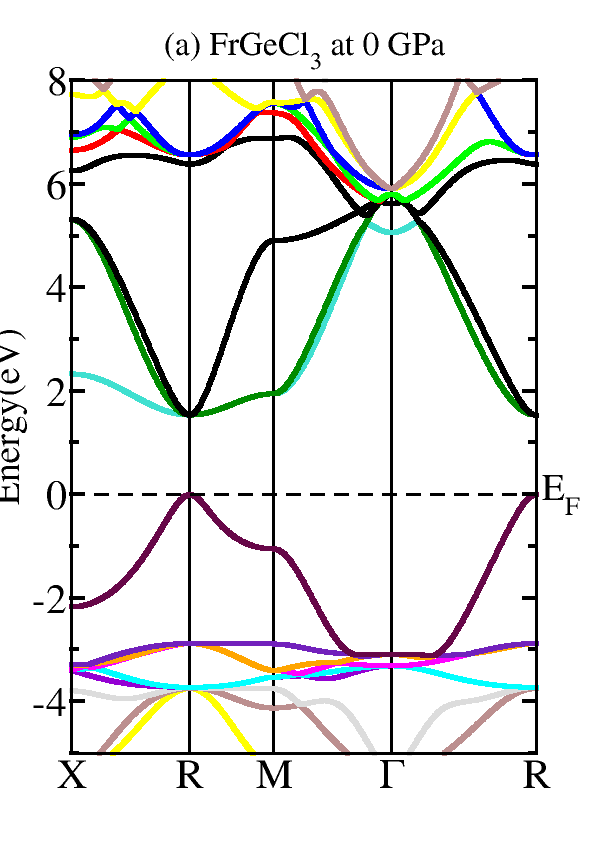 (a) FrGeCl3 at 0 GPa
8
6
4
2
0
-2
-4
Energy(eV)
EF
X R M Γ R